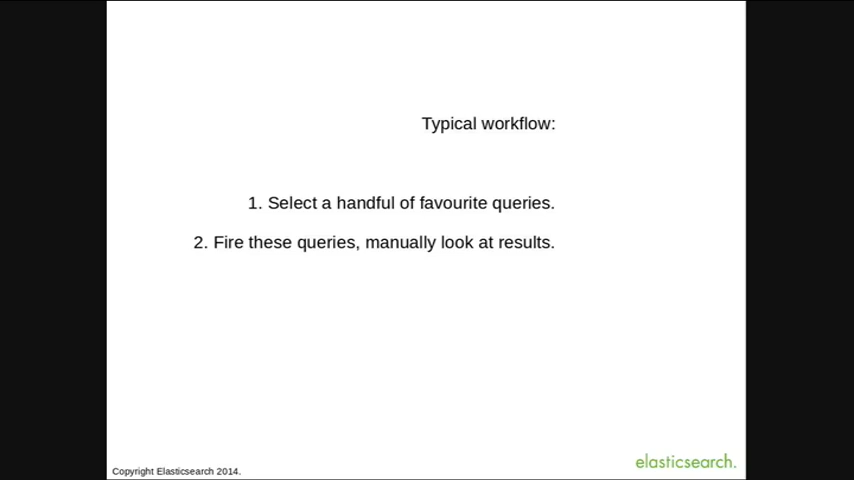 Typical workflow:
1. Select a handful of favourite queries.
2. Fire these queries, manually look at results.
Copyright Elasticsearch 2014.
elasticsearch.